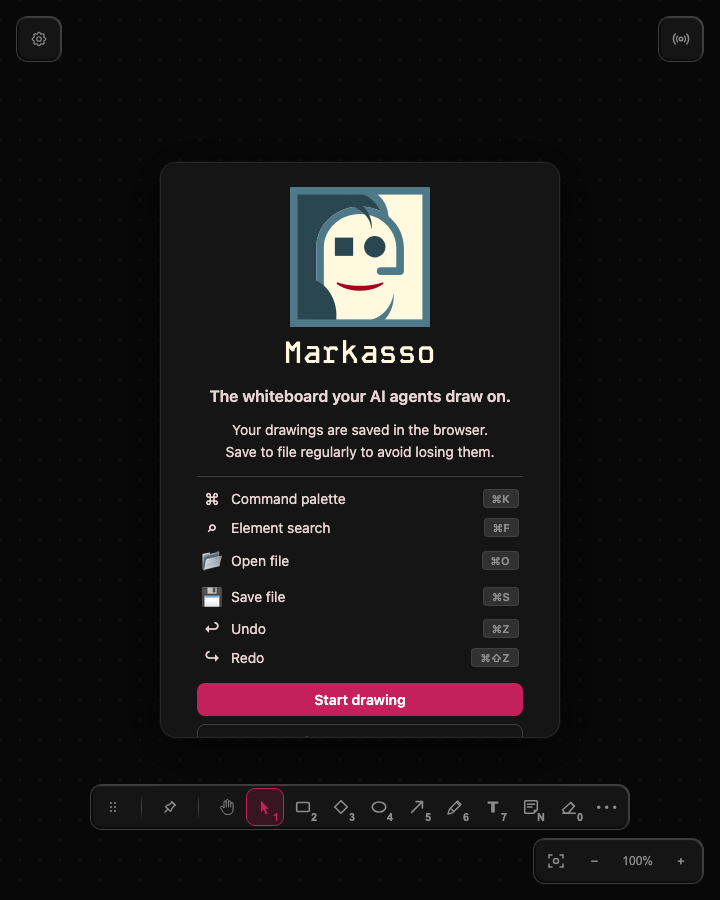 Markasso
The whiteboard your AI agents draw on.
Your drawings are saved in the browser.
Save to file regularly to avoid losing them.
⌘ Command palette ⌘K
Element search ⌘F
Open file ⌘O
Save file ⌘S
Undo ⌘Z
Redo ⌘⇧Z
Start drawing
1 2 3 4 5 6 T 7 N 0
− 100% +